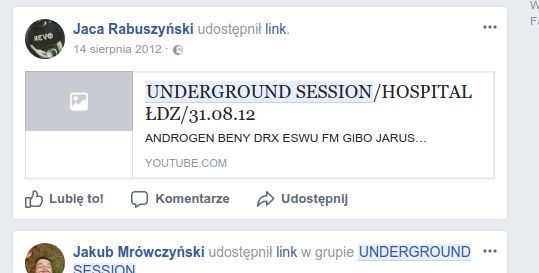 Jaca Rabuszyński udostępnił link.
14 sierpnia 2012 ·
UNDERGROUND SESSION/HOSPITAL
ŁDZ/31.08.12
ANDROGEN BENY DRX ESWU FM GIBO JARUS…
YOUTUBE.COM
Lubię to! Komentarze Udostępnij
Jakub Mrówczyński udostępnił link w grupie UNDERGROUND
SESSION